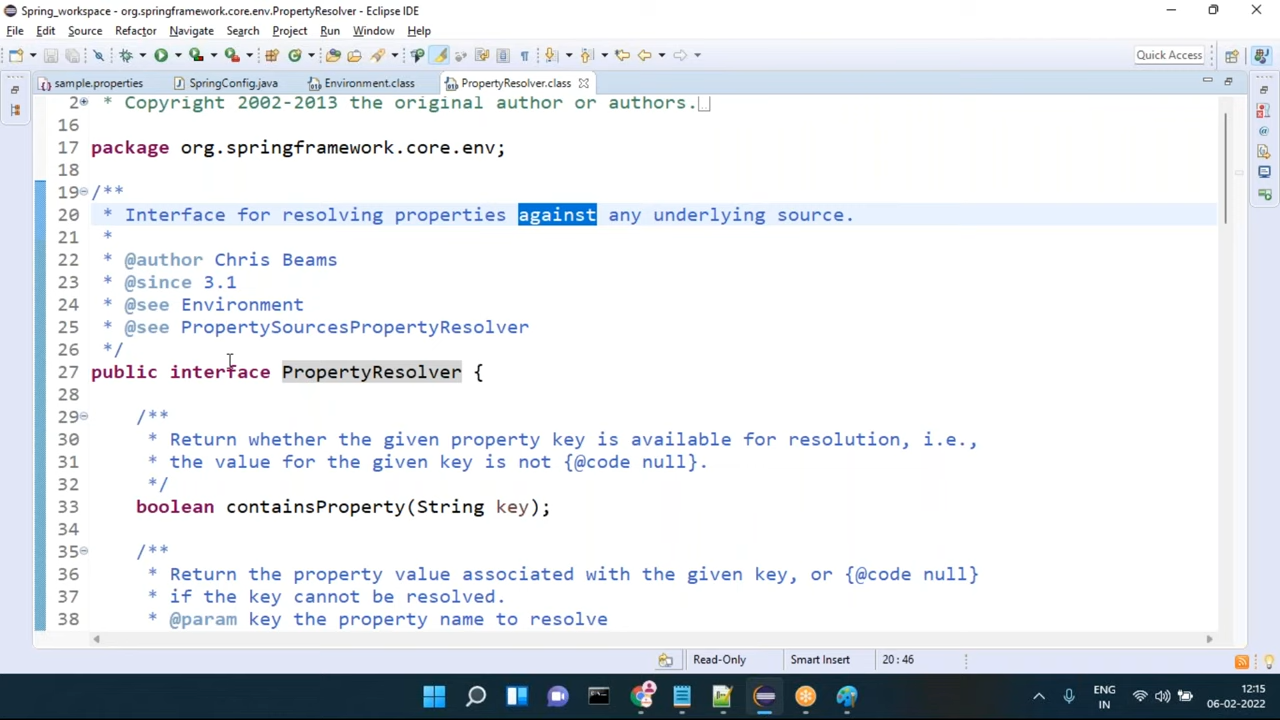 Spring_workspace - org.springframework.core.env.PropertyResolver - Eclipse IDE
File Edit Source Refactor Navigate Search Project Run Window Help
Quick Access
sample.properties SpringConfig.java Environment.class PropertyResolver.class
2 * Copyright 2002-2013 the original author or authors.
16
17 package org.springframework.core.env;
18
19 /**
20 * Interface for resolving properties against any underlying source.
21 *
22 * @author Chris Beams
23 * @since 3.1
24 * @see Environment
25 * @see PropertySourcesPropertyResolver
26 */
27 public interface PropertyResolver {
28
29 /**
30 * Return whether the given property key is available for resolution, i.e.,
31 * the value for the given key is not {@code null}.
32 */
33 boolean containsProperty(String key);
34
35 /**
36 * Return the property value associated with the given key, or {@code null}
37 * if the key cannot be resolved.
38 * @param key the property name to resolve
Read-Only Smart Insert 20 : 46
ENG
IN
12:15
06-02-2022